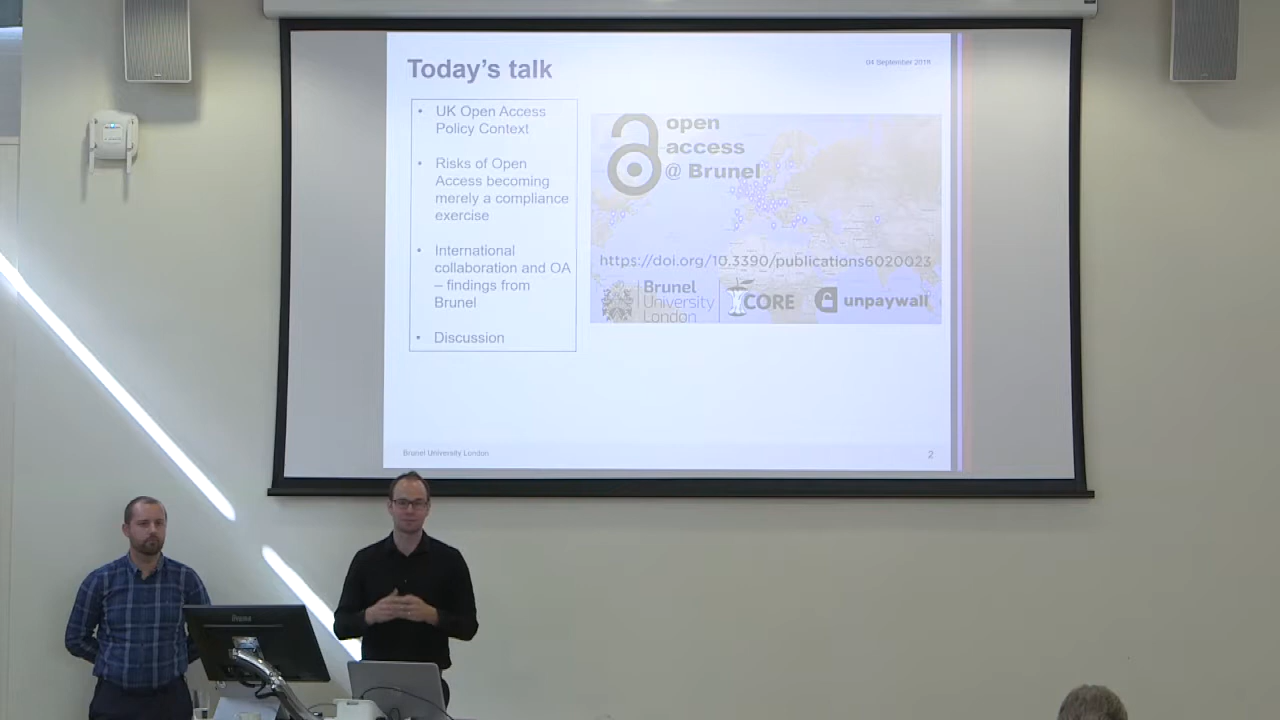 Today's talk
04 September 2018
• UK Open Access
Policy Context
• Risks of Open
Access becoming
merely a compliance
exercise
• International
collaboration and OA
– findings from
Brunel
• Discussion
open
access
@ Brunel
https://doi.org/10.3390/publications6020023
Brunel
University
London
CORE
unpaywall
Brunel University London
2
iiyama